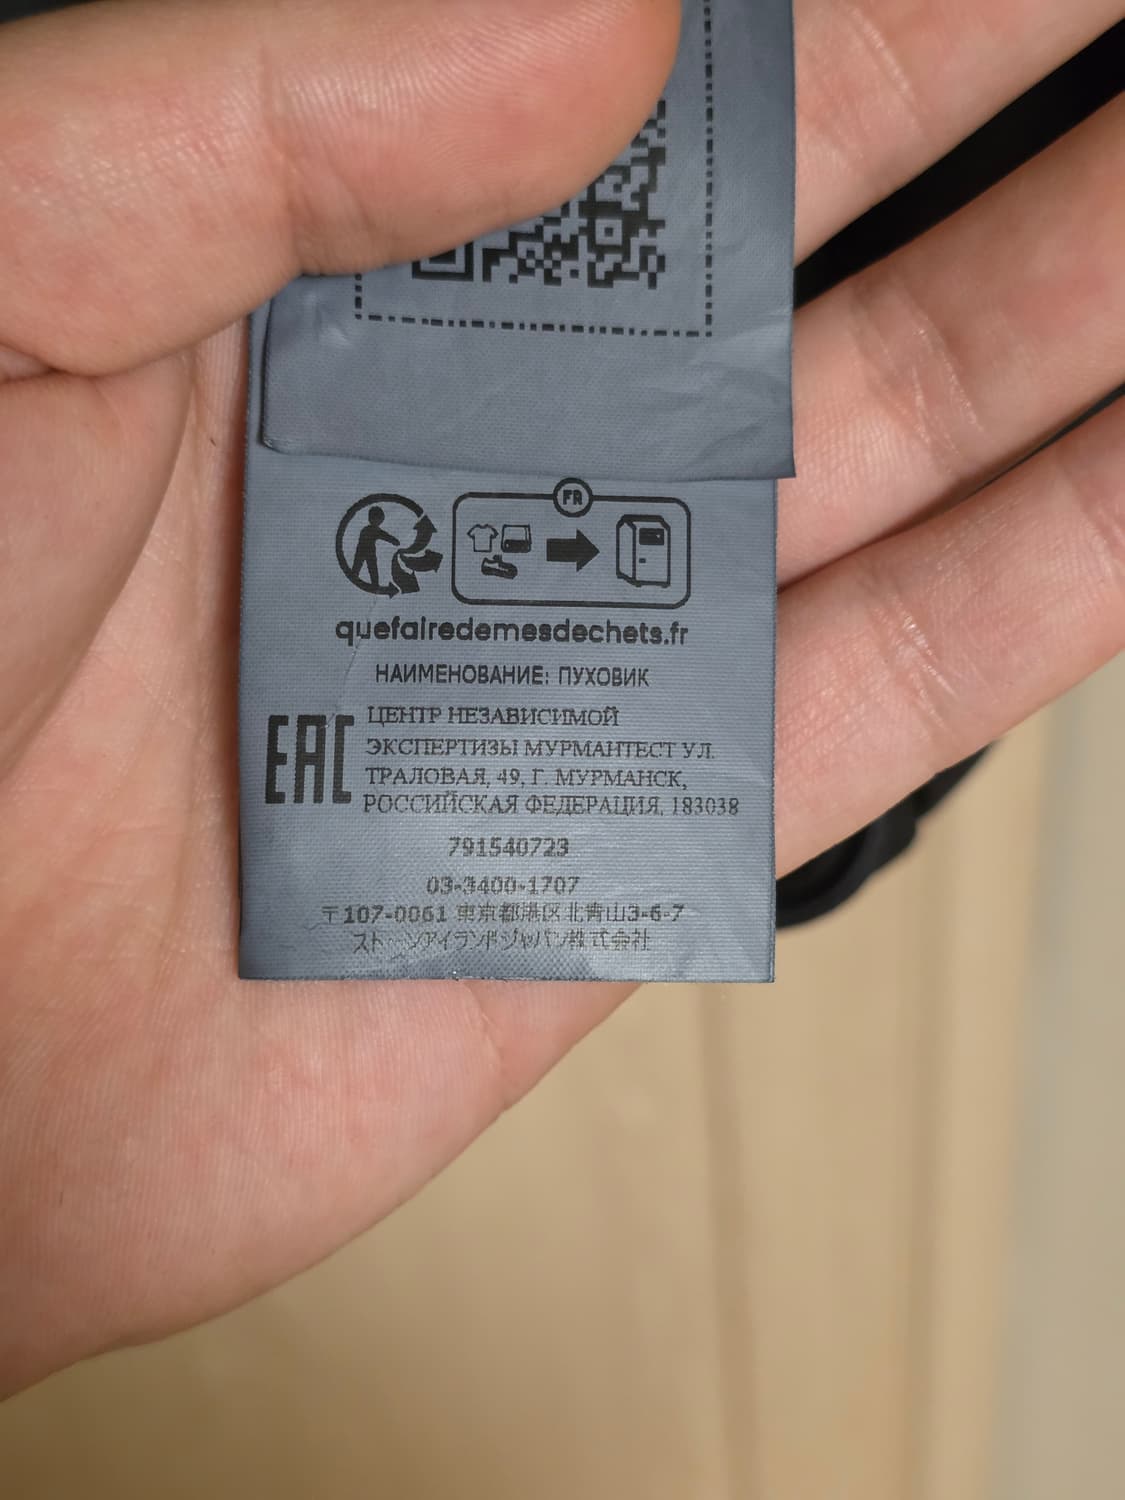 FR
quefairedemesdechets.fr
НАИМЕНОВАНИЕ: ПУХОВИК
EAC
ЦЕНТР НЕЗАВИСИМОЙ
ЭКСПЕРТИЗЫ МУРМАНТЕСТ УЛ.
ТРАЛОВАЯ, 49, Г. МУРМАНСК,
РОССИЙСКАЯ ФЕДЕРАЦИЯ, 183038
791540723
03-3400-1707
〒107-0061 東京都港区北青山3-6-7
ストーンアイランドジャパン株式会社